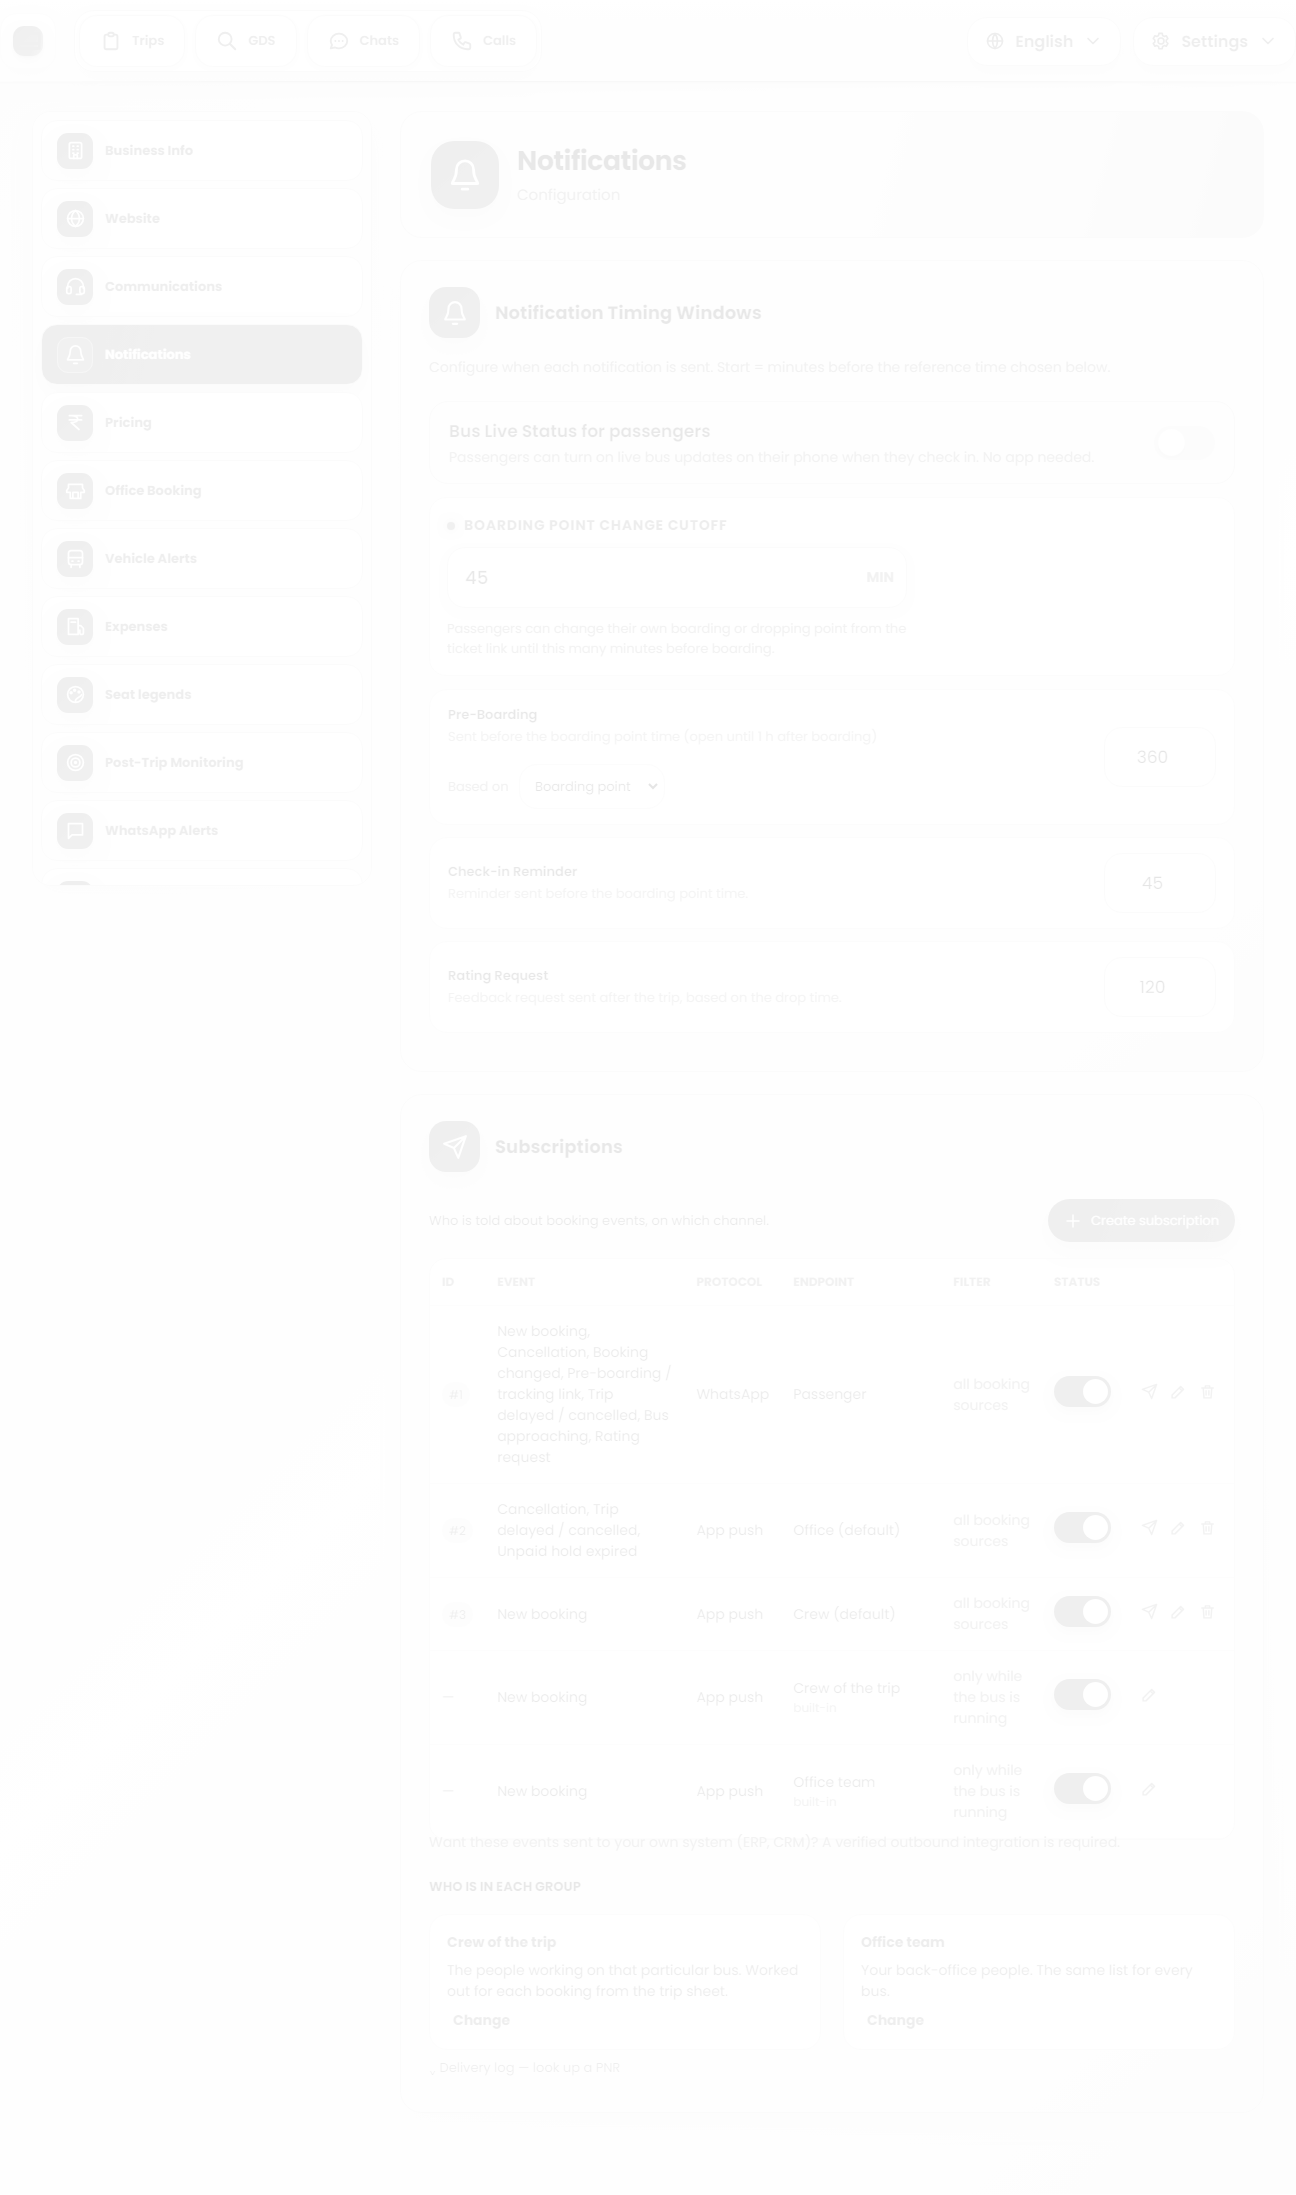 Trips
GDS
Chats
Calls
English
Settings
Business Info
Website
Communications
Notifications
Pricing
Office Booking
Vehicle Alerts
Expenses
Seat legends
Post-Trip Monitoring
WhatsApp Alerts
Notifications
Configuration
Notification Timing Windows
Configure when each notification is sent. Start = minutes before the reference time chosen below.
Bus Live Status for passengers
Passengers can turn on live bus updates on their phone when they check in. No app needed.
BOARDING POINT CHANGE CUTOFF
45 MIN
Passengers can change their own boarding or dropping point from the
ticket link until this many minutes before boarding.
Pre-Boarding
Sent before the boarding point time (open until 1 h after boarding)
360
Based on Boarding point
Check-in Reminder
Reminder sent before the boarding point time.
45
Rating Request
Feedback request sent after the trip, based on the drop time.
120
Subscriptions
Who is told about booking events, on which channel.
Create subscription
ID EVENT PROTOCOL ENDPOINT FILTER STATUS
#1
New booking,
Cancellation, Booking
changed, Pre-boarding /
tracking link, Trip
delayed / cancelled, Bus
approaching, Rating
request
WhatsApp
Passenger
all booking
sources
#2
Cancellation, Trip
delayed / cancelled,
Unpaid hold expired
App push
Office (default)
all booking
sources
#3
New booking
App push
Crew (default)
all booking
sources
—
New booking
App push
Crew of the trip
built-in
only while
the bus is
running
—
New booking
App push
Office team
built-in
only while
the bus is
running
Want these events sent to your own system (ERP, CRM)? A verified outbound integration is required.
WHO IS IN EACH GROUP
Crew of the trip
The people working on that particular bus. Worked
out for each booking from the trip sheet.
Change
Office team
Your back-office people. The same list for every
bus.
Change
Delivery log — look up a PNR